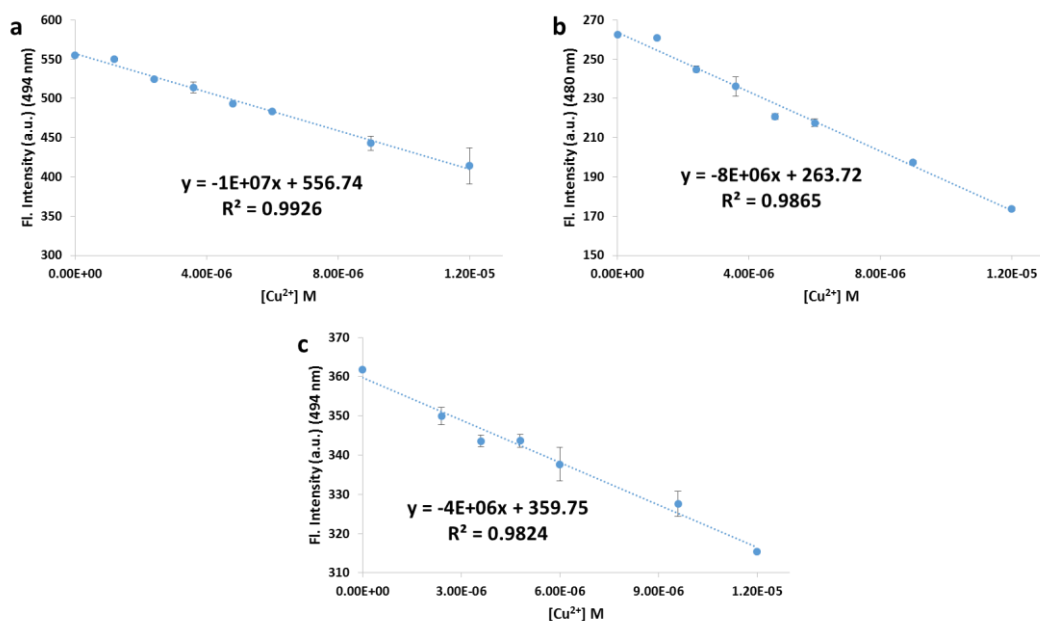 a
Fl. Intensity (a.u.) (494 nm)
600
550
500
450
400
350
300
y = -1E+07x + 556.74
R² = 0.9926
0.00E+00 4.00E-06 8.00E-06 1.20E-05
[Cu²⁺] M
b
Fl. Intensity (a.u.) (480 nm)
270
250
230
210
190
170
150
y = -8E+06x + 263.72
R² = 0.9865
0.00E+00 4.00E-06 8.00E-06 1.20E-05
[Cu²⁺] M
c
Fl. Intensity (a.u.) (494 nm)
370
360
350
340
330
320
310
y = -4E+06x + 359.75
R² = 0.9824
0.00E+00 3.00E-06 6.00E-06 9.00E-06 1.20E-05
[Cu²⁺] M